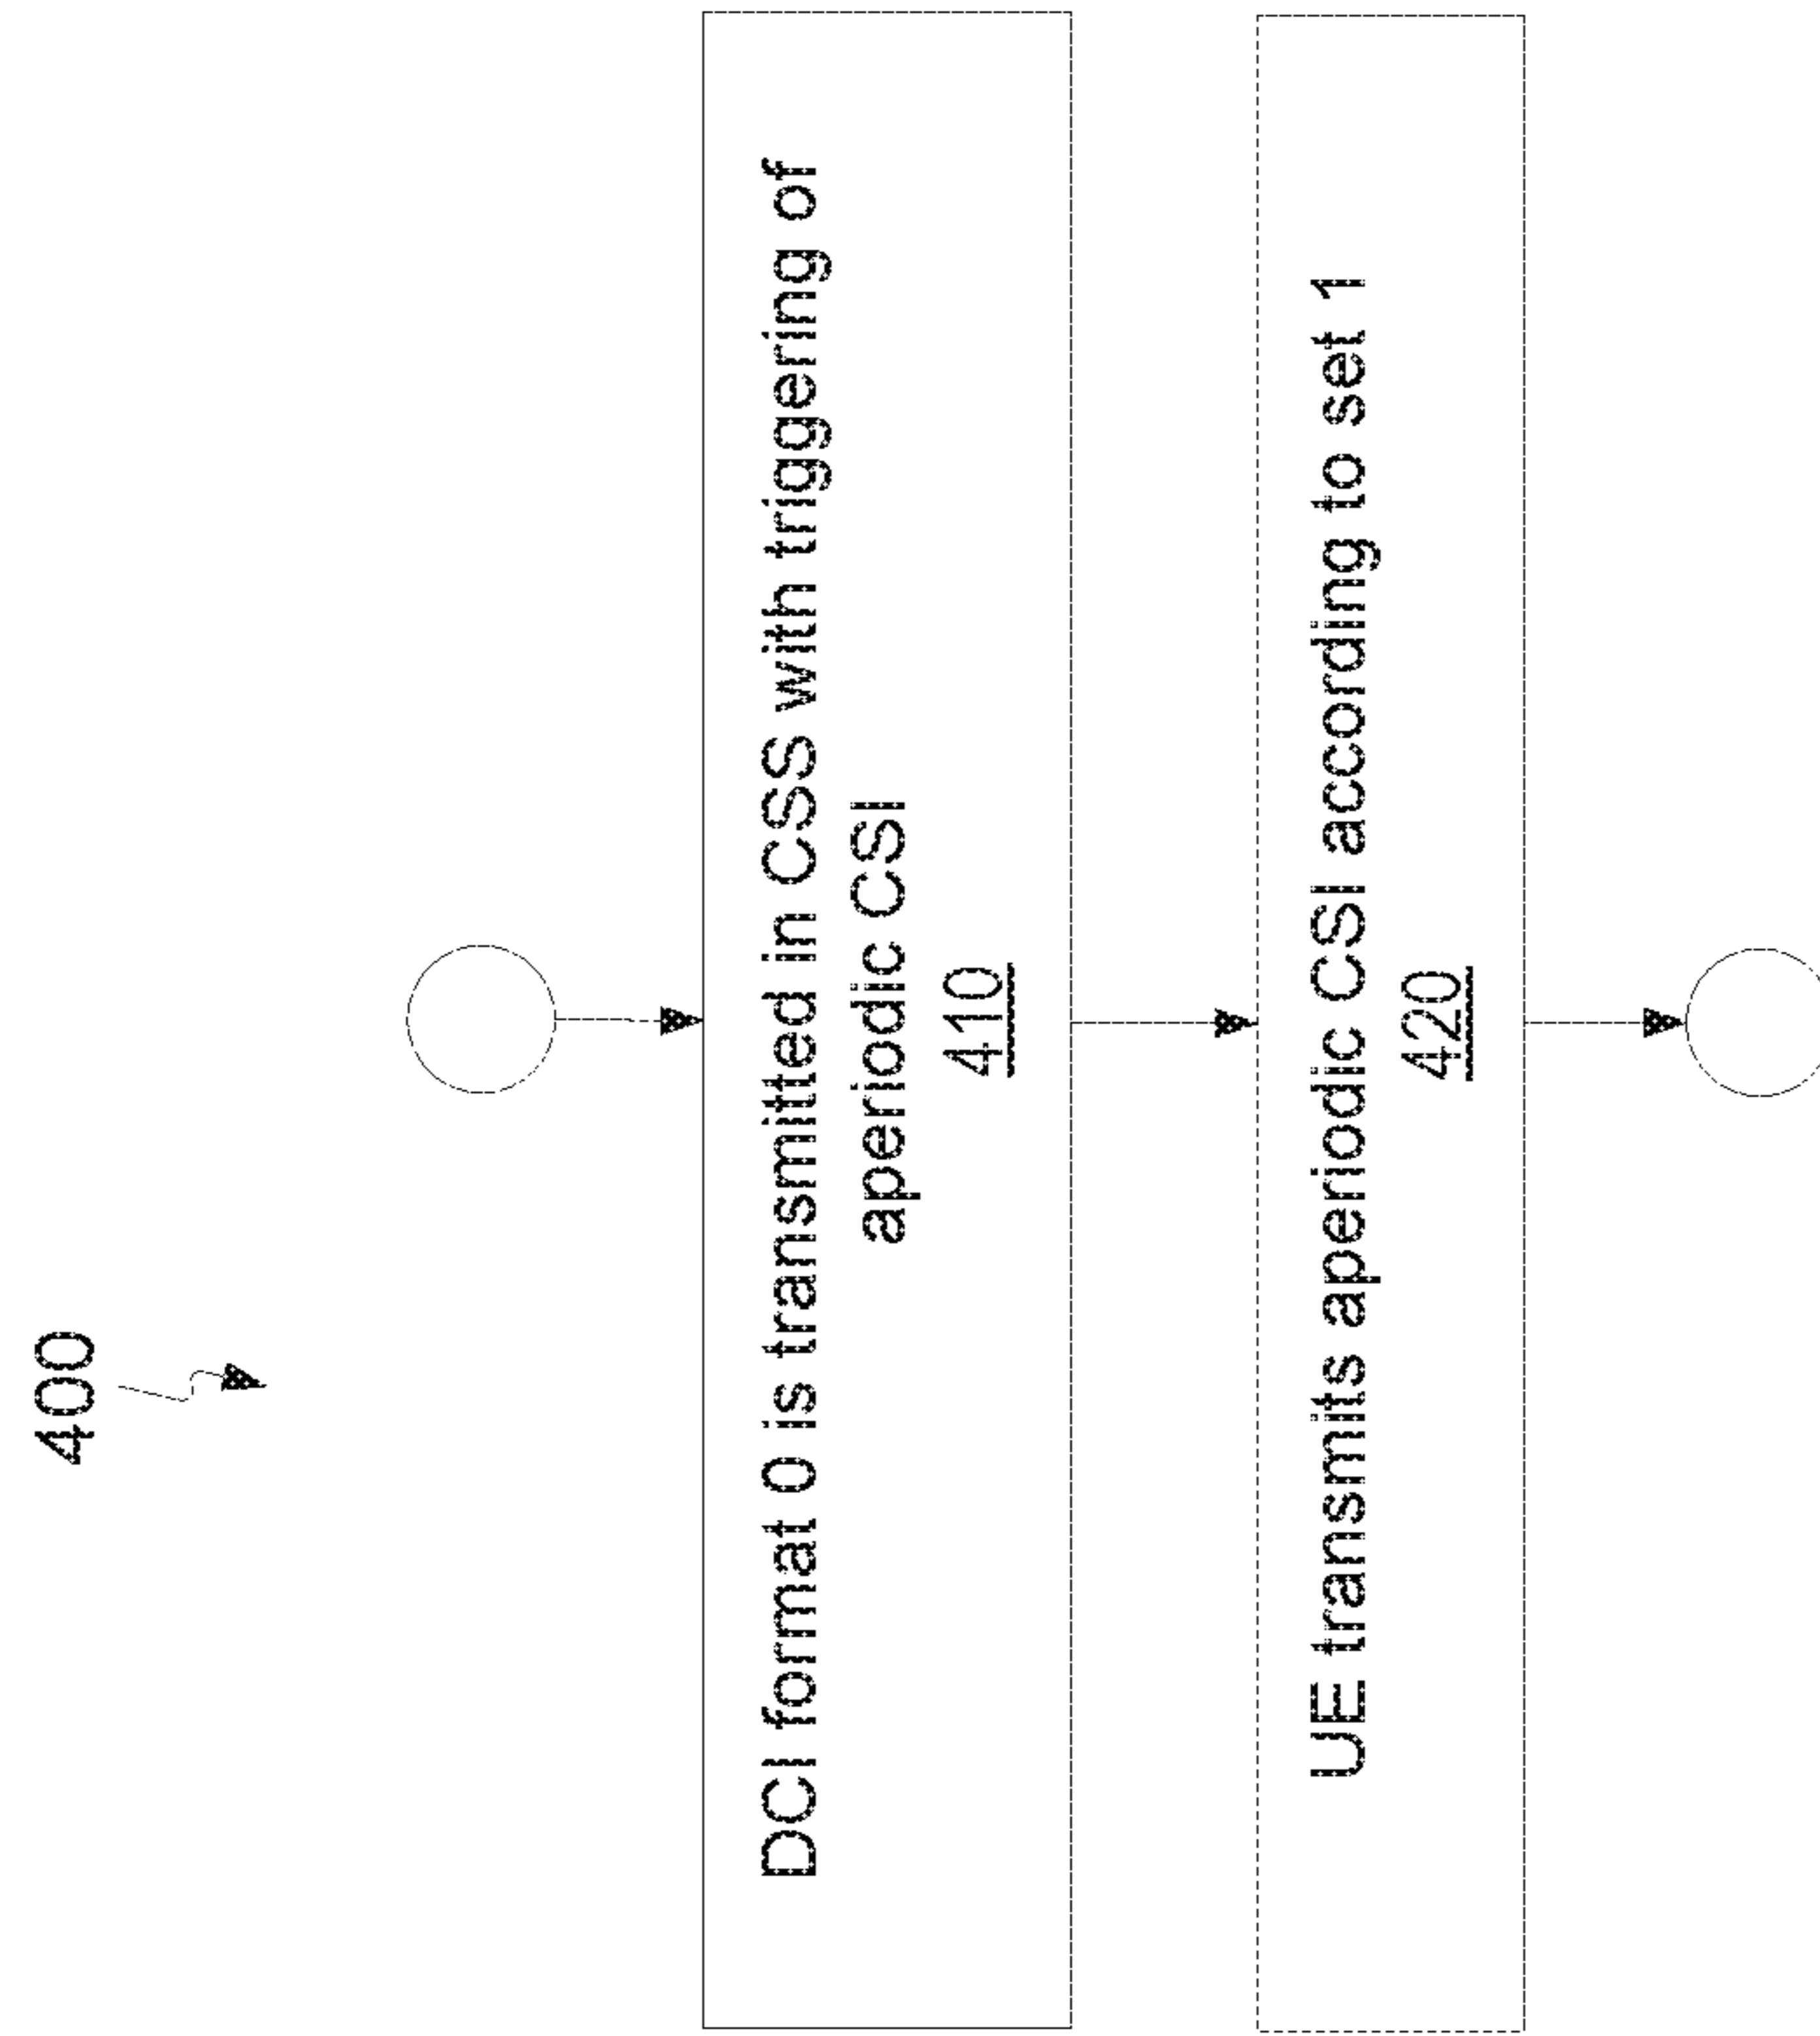 400
DCI format 0 is transmitted in CSS with triggering of
aperiodic CSI
410
UE transmits aperiodic CSI according to set 1
420